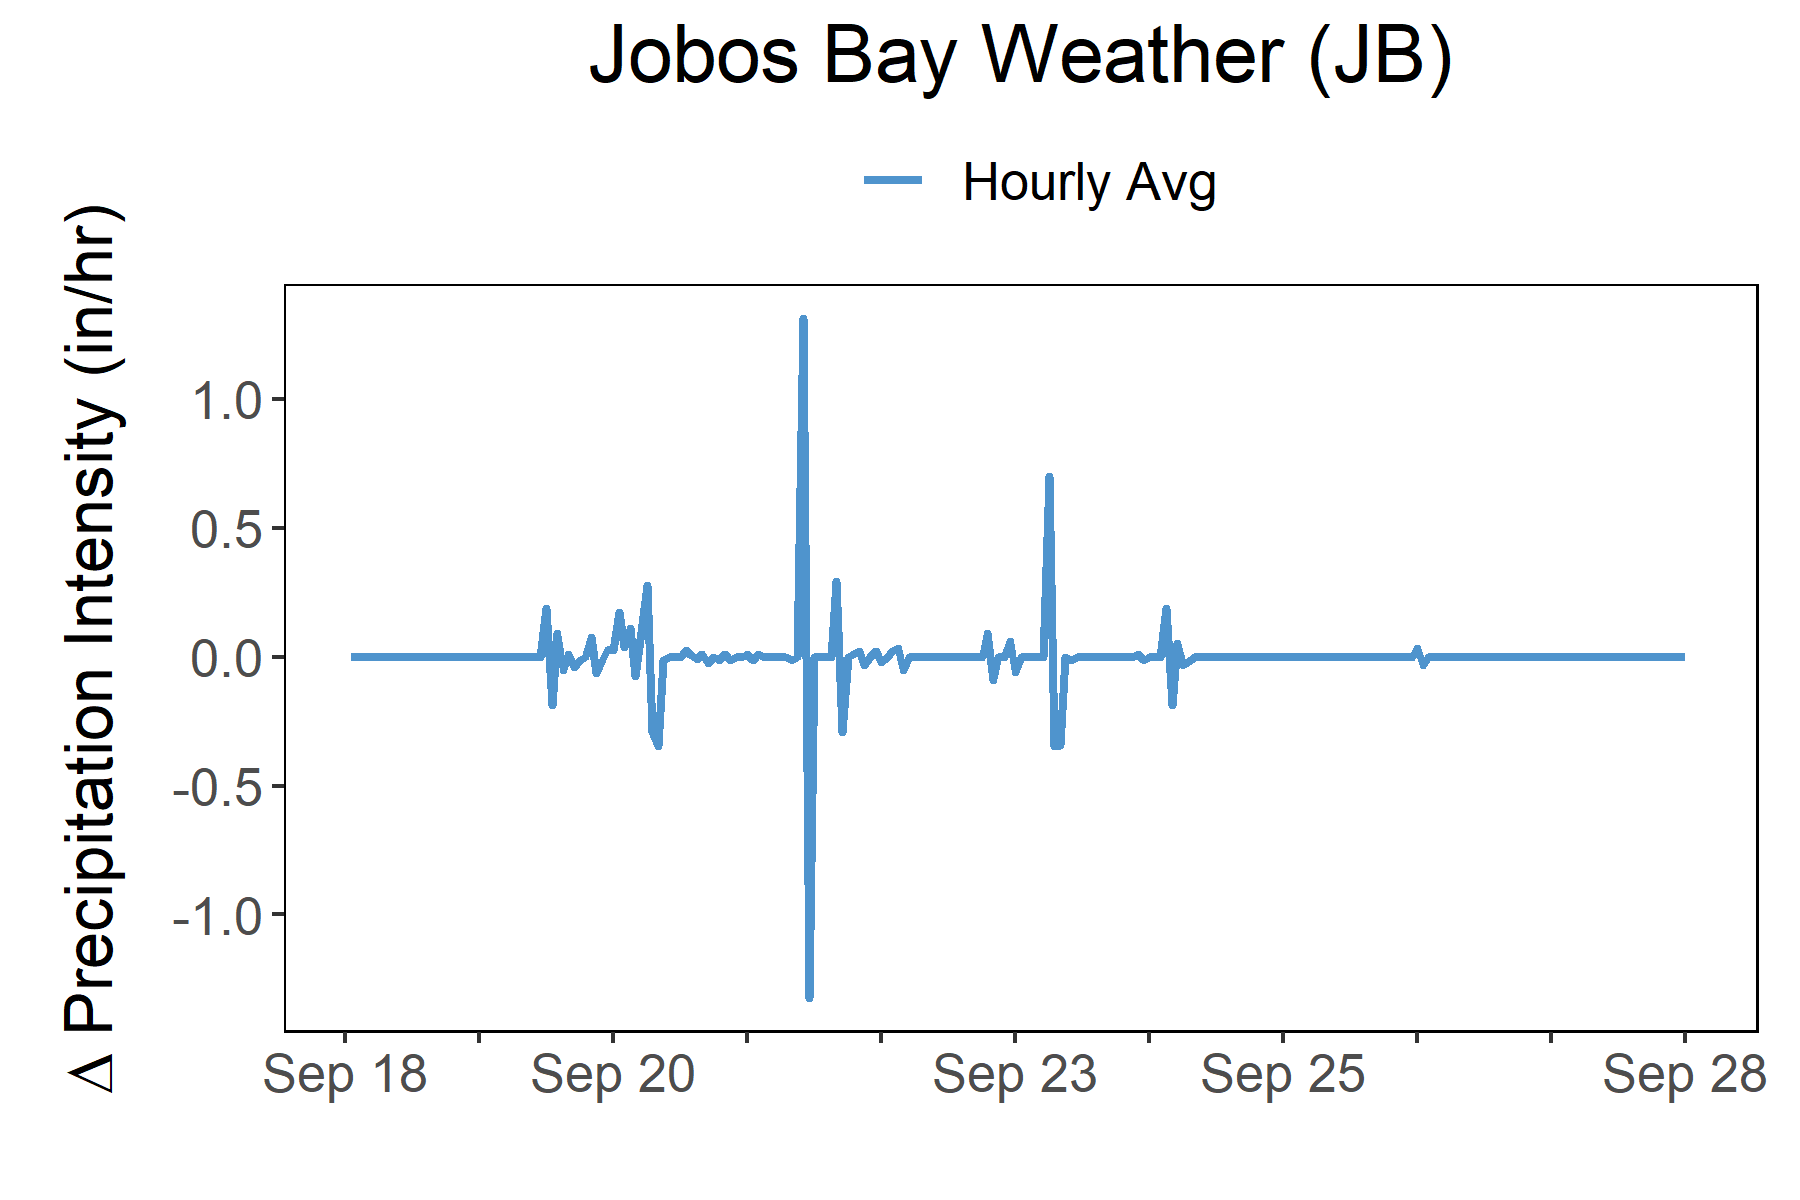 Jobos Bay Weather (JB)
Hourly Avg
Δ Precipitation Intensity (in/hr)
1.0
0.5
0.0
-0.5
-1.0
Sep 18 Sep 20 Sep 23 Sep 25 Sep 28